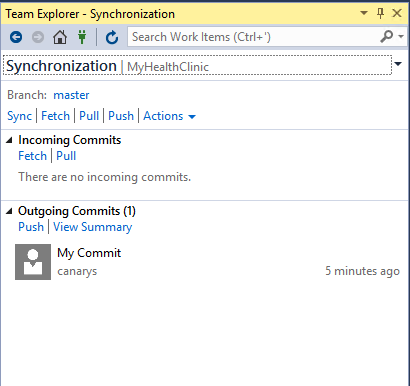 Team Explorer - Synchronization
Search Work Items (Ctrl+')
Synchronization | MyHealthClinic
Branch: master
Sync | Fetch | Pull | Push | Actions
Incoming Commits
Fetch | Pull
There are no incoming commits.
Outgoing Commits (1)
Push | View Summary
My Commit
canarys 5 minutes ago